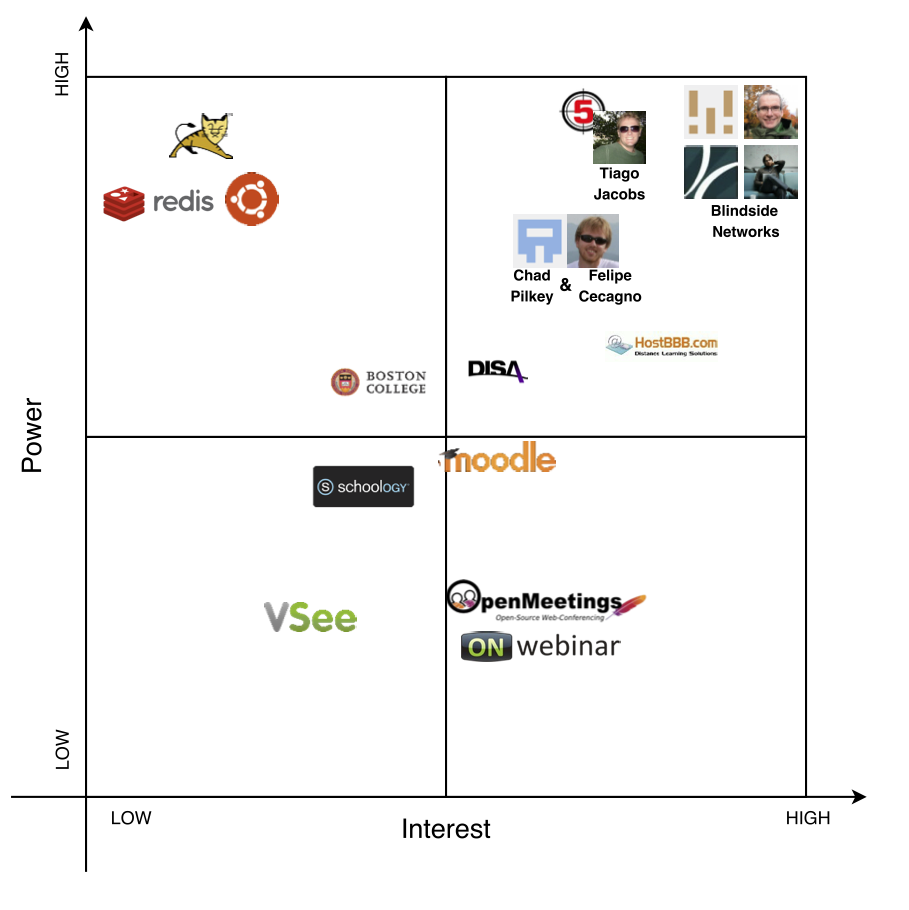 HIGH
5
Tiago
Jacobs
redis
Blindside
Networks
Chad
Pilkey
&
Felipe
Cecagno
HostBBB.com
Distance Learning Solutions
DISA
BOSTON
COLLEGE
Power
moodle
S schoology
OpenMeetings
Open-Source Web-Conferencing
VSee
ON webinar
LOW
LOW
Interest
HIGH